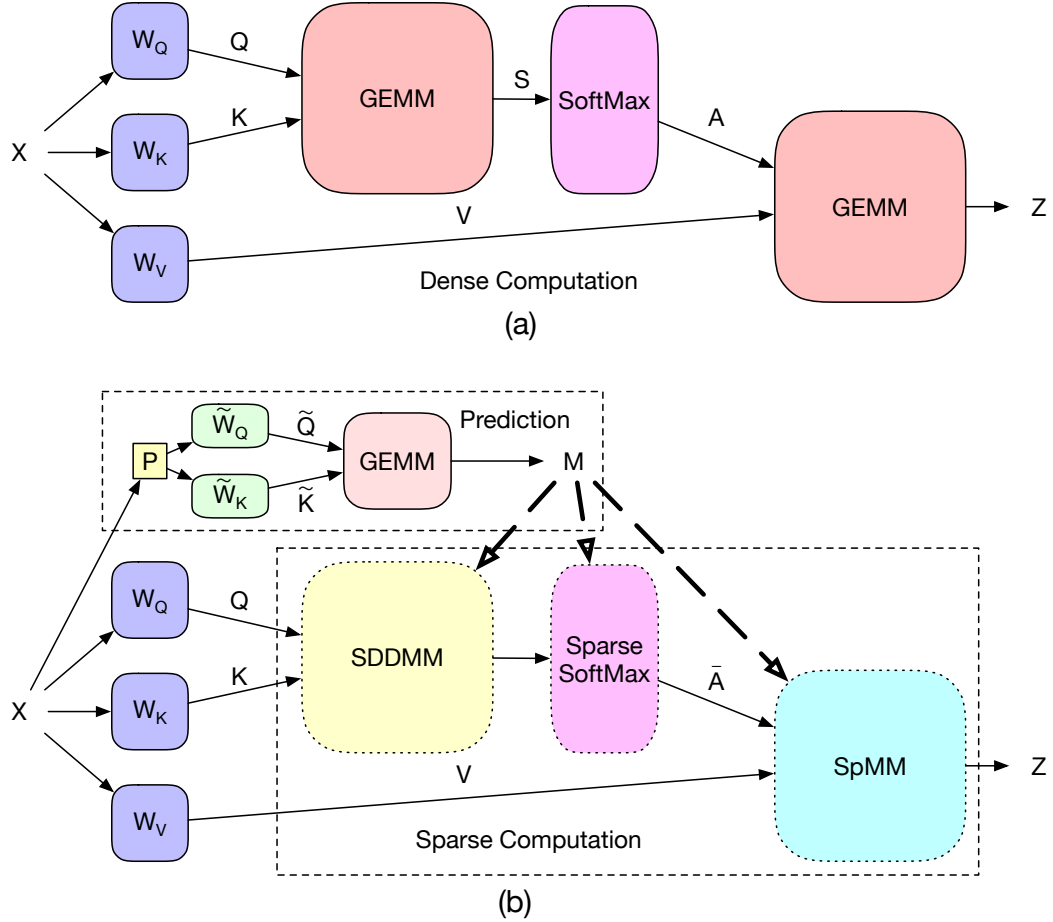 W_Q
Q
GEMM
S
SoftMax
A
X
K
W_K
GEMM
Z
V
W_V
Dense Computation
(a)
Prediction
W̃_Q
Q̃
P
GEMM
M
W̃_K
K̃
W_Q
Q
SDDMM
Sparse
SoftMax
X
K
W_K
Ā
SpMM
Z
V
W_V
Sparse Computation
(b)